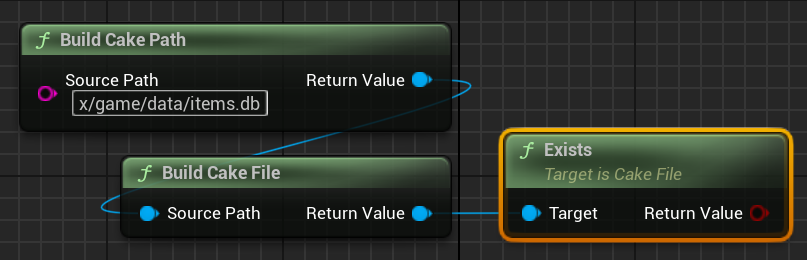 f Build Cake Path
Source Path
Return Value
x/game/data/items.db
f Build Cake File
Source Path
Return Value
f Exists
Target is Cake File
Target
Return Value